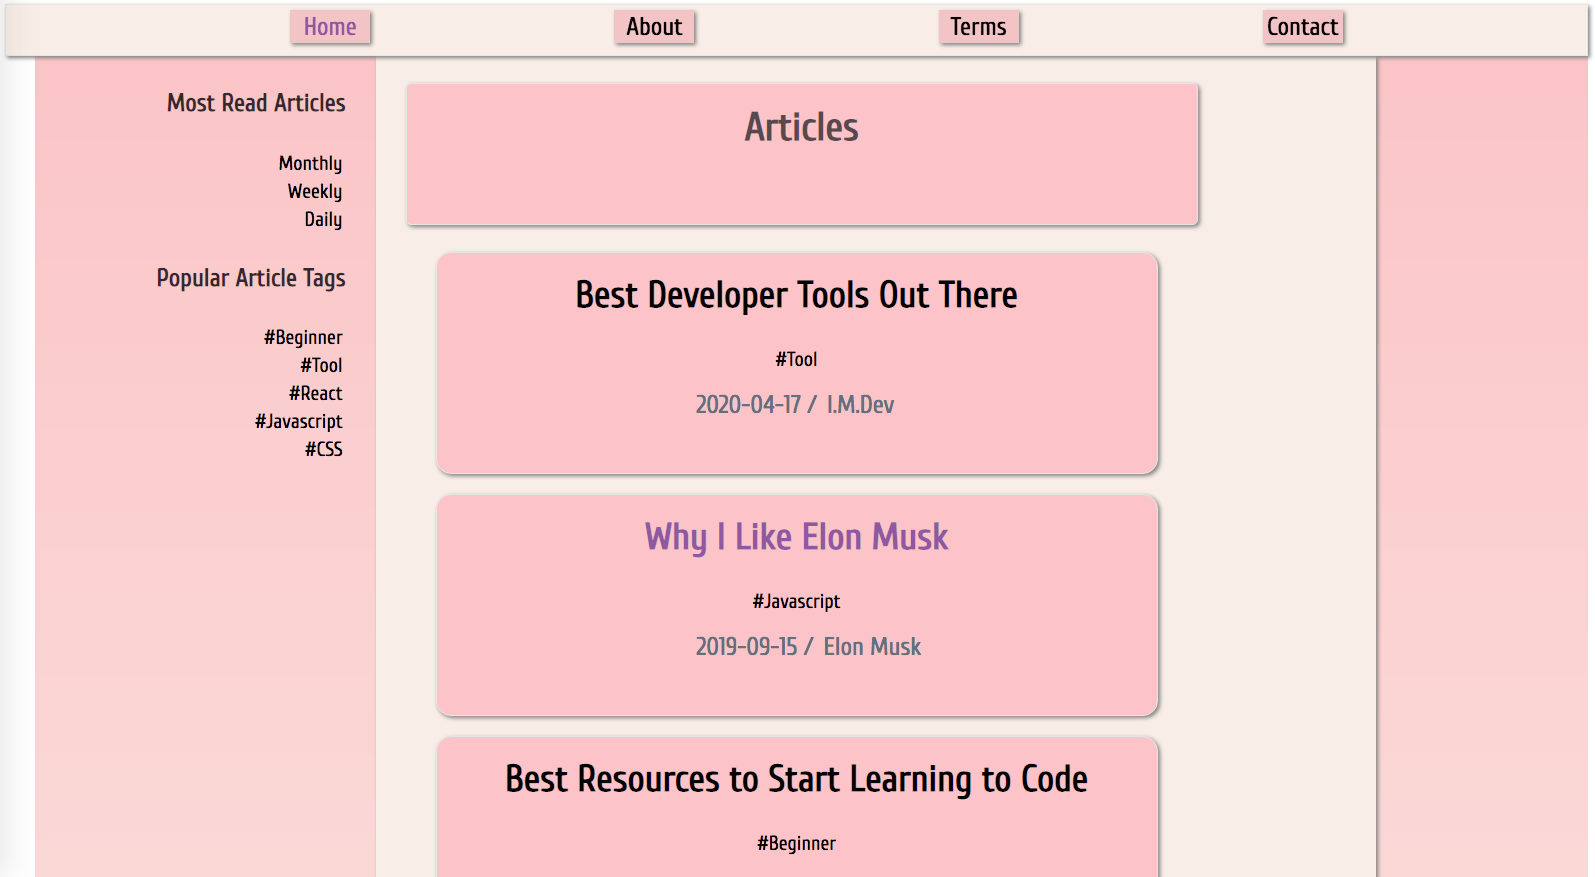 Home About Terms Contact
Most Read Articles
Monthly
Weekly
Daily
Popular Article Tags
#Beginner
#Tool
#React
#Javascript
#CSS
Articles
Best Developer Tools Out There
#Tool
2020-04-17 / I.M.Dev
Why I Like Elon Musk
#Javascript
2019-09-15 / Elon Musk
Best Resources to Start Learning to Code
#Beginner